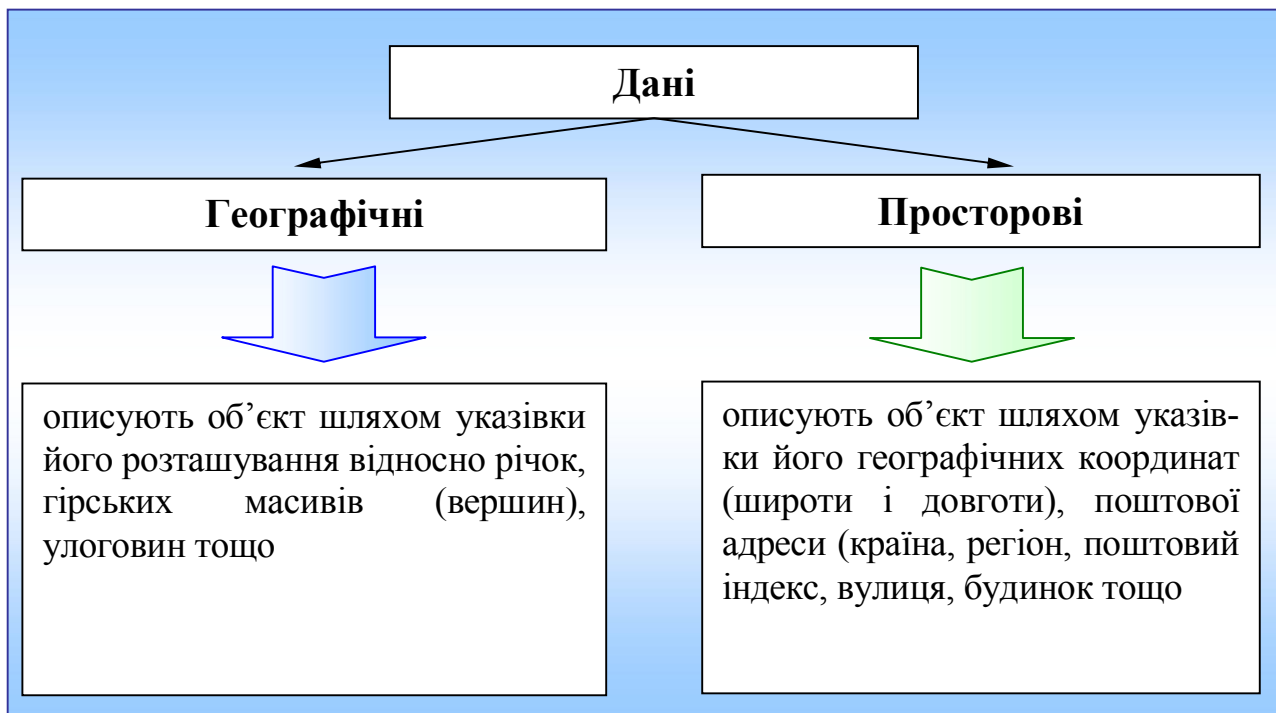 Дані
Географічні
Просторові
описують об’єкт шляхом указівки
його розташування відносно річок,
гірських масивів (вершин),
улоговин тощо
описують об’єкт шляхом указів-
ки його географічних координат
(широти і довготи), поштової
адреси (країна, регіон, поштовий
індекс, вулиця, будинок тощо